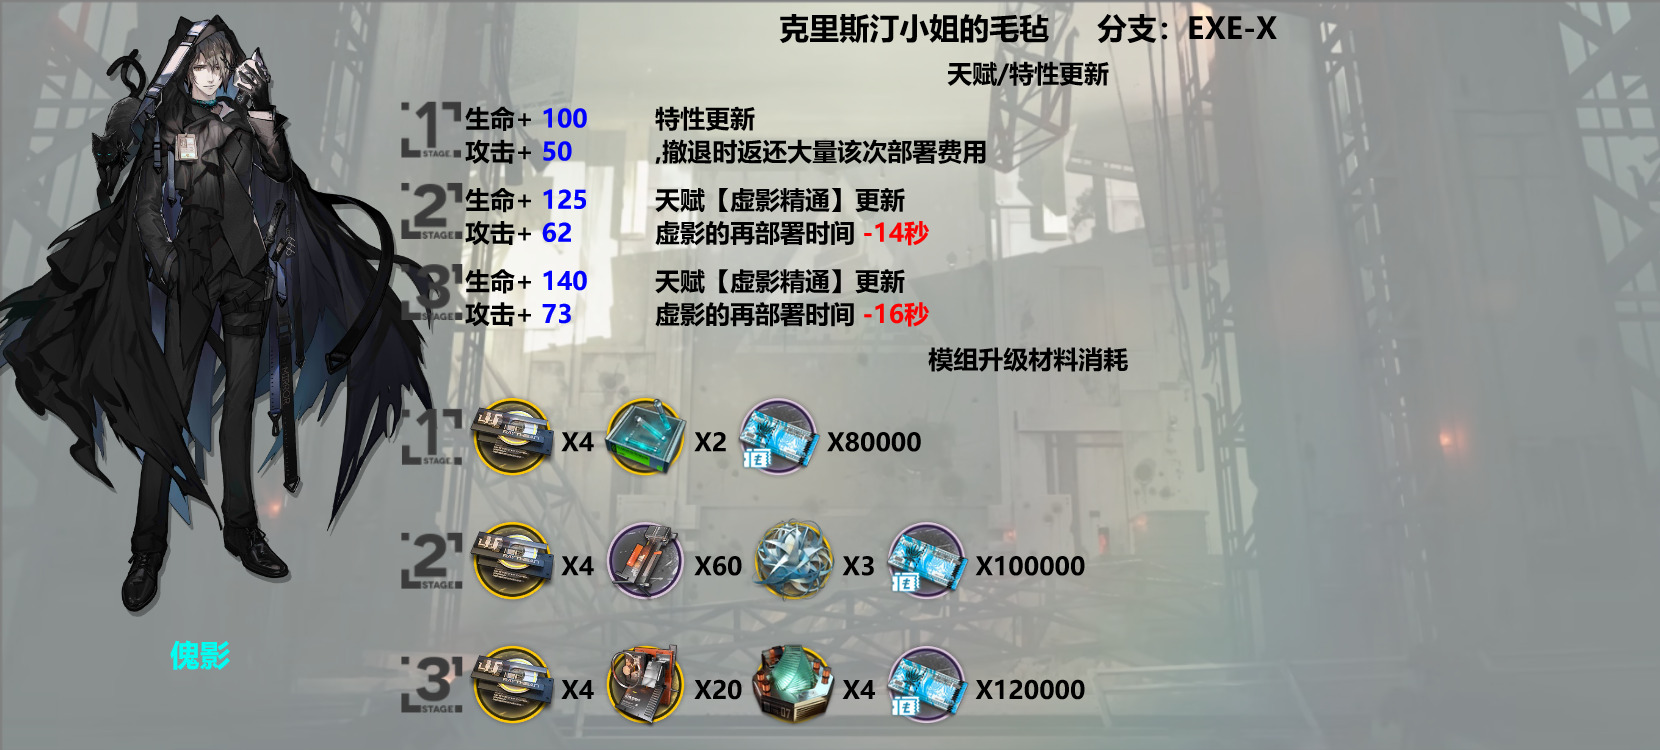 克里斯汀小姐的毛毡 分支：EXE-X
天赋/特性更新
1 STAGE. 生命+ 100 特性更新
攻击+ 50 ,撤退时返还大量该次部署费用
2 STAGE. 生命+ 125 天赋【虚影精通】更新
攻击+ 62 虚影的再部署时间 -14秒
3 STAGE. 生命+ 140 天赋【虚影精通】更新
攻击+ 73 虚影的再部署时间 -16秒
模组升级材料消耗
1 STAGE. X4 X2 X80000
2 STAGE. X4 X60 X3 X100000
傀影
3 STAGE. X4 X20 X4 X120000